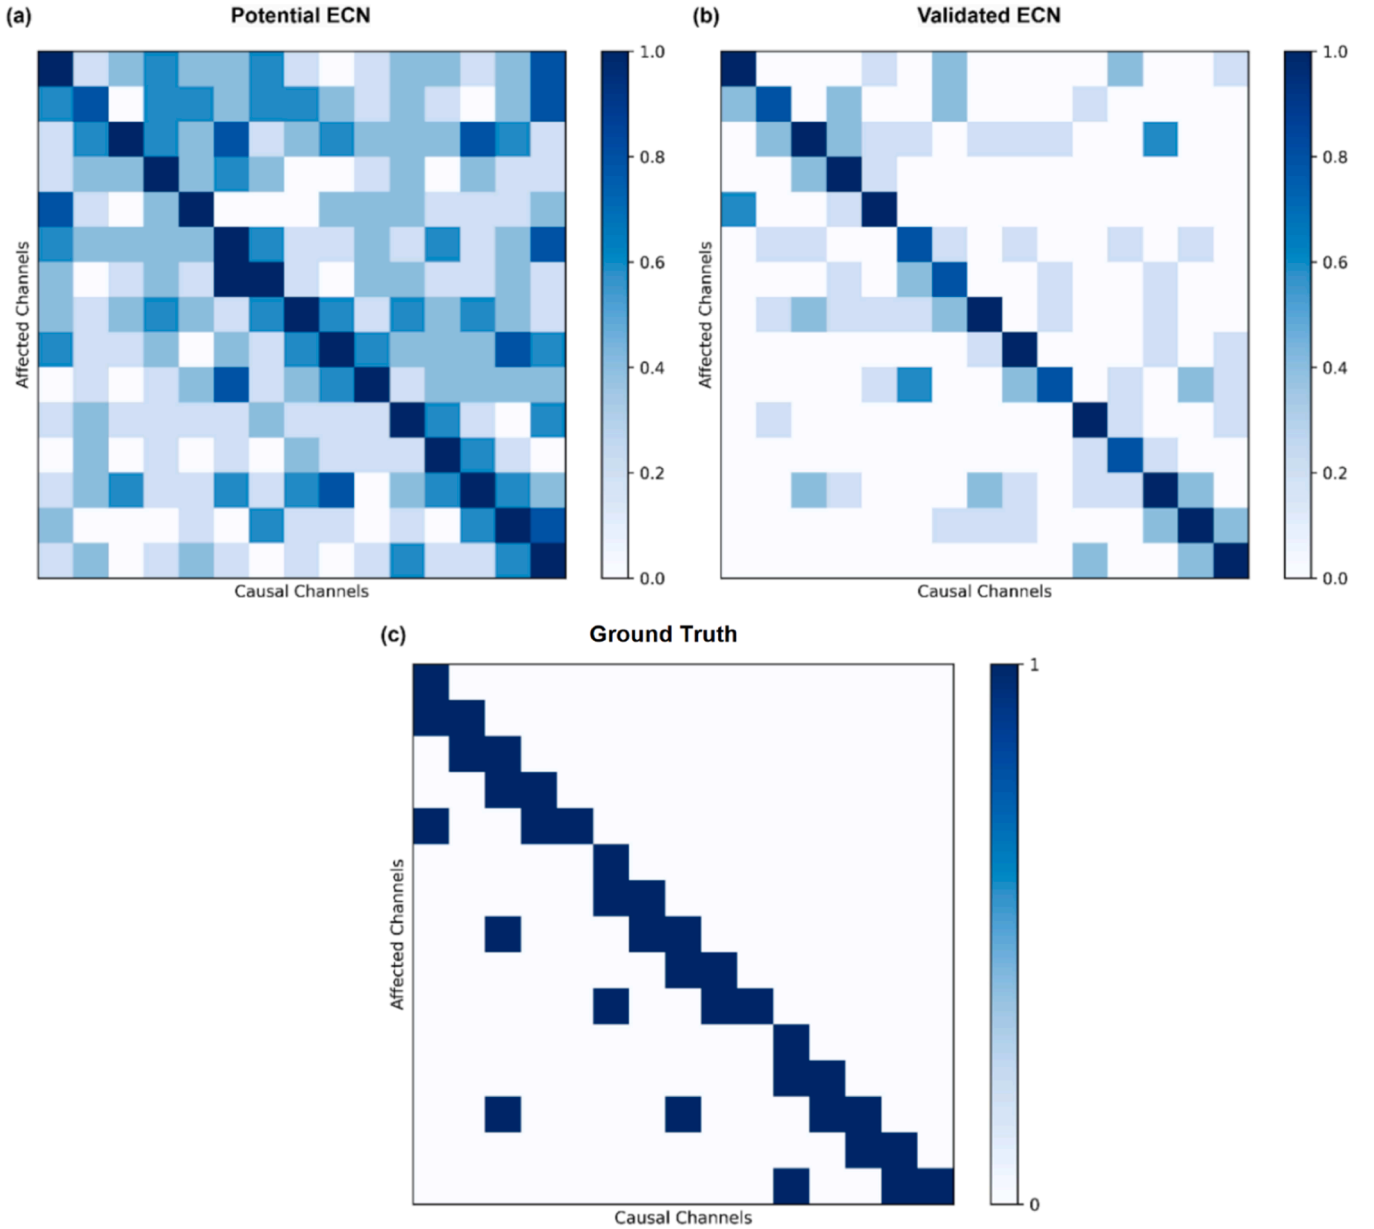 (a) Potential ECN
(b) Validated ECN
Affected Channels
Causal Channels
1.0
0.8
0.6
0.4
0.2
0.0
Affected Channels
Causal Channels
1.0
0.8
0.6
0.4
0.2
0.0
(c) Ground Truth
Affected Channels
Causal Channels
1
0